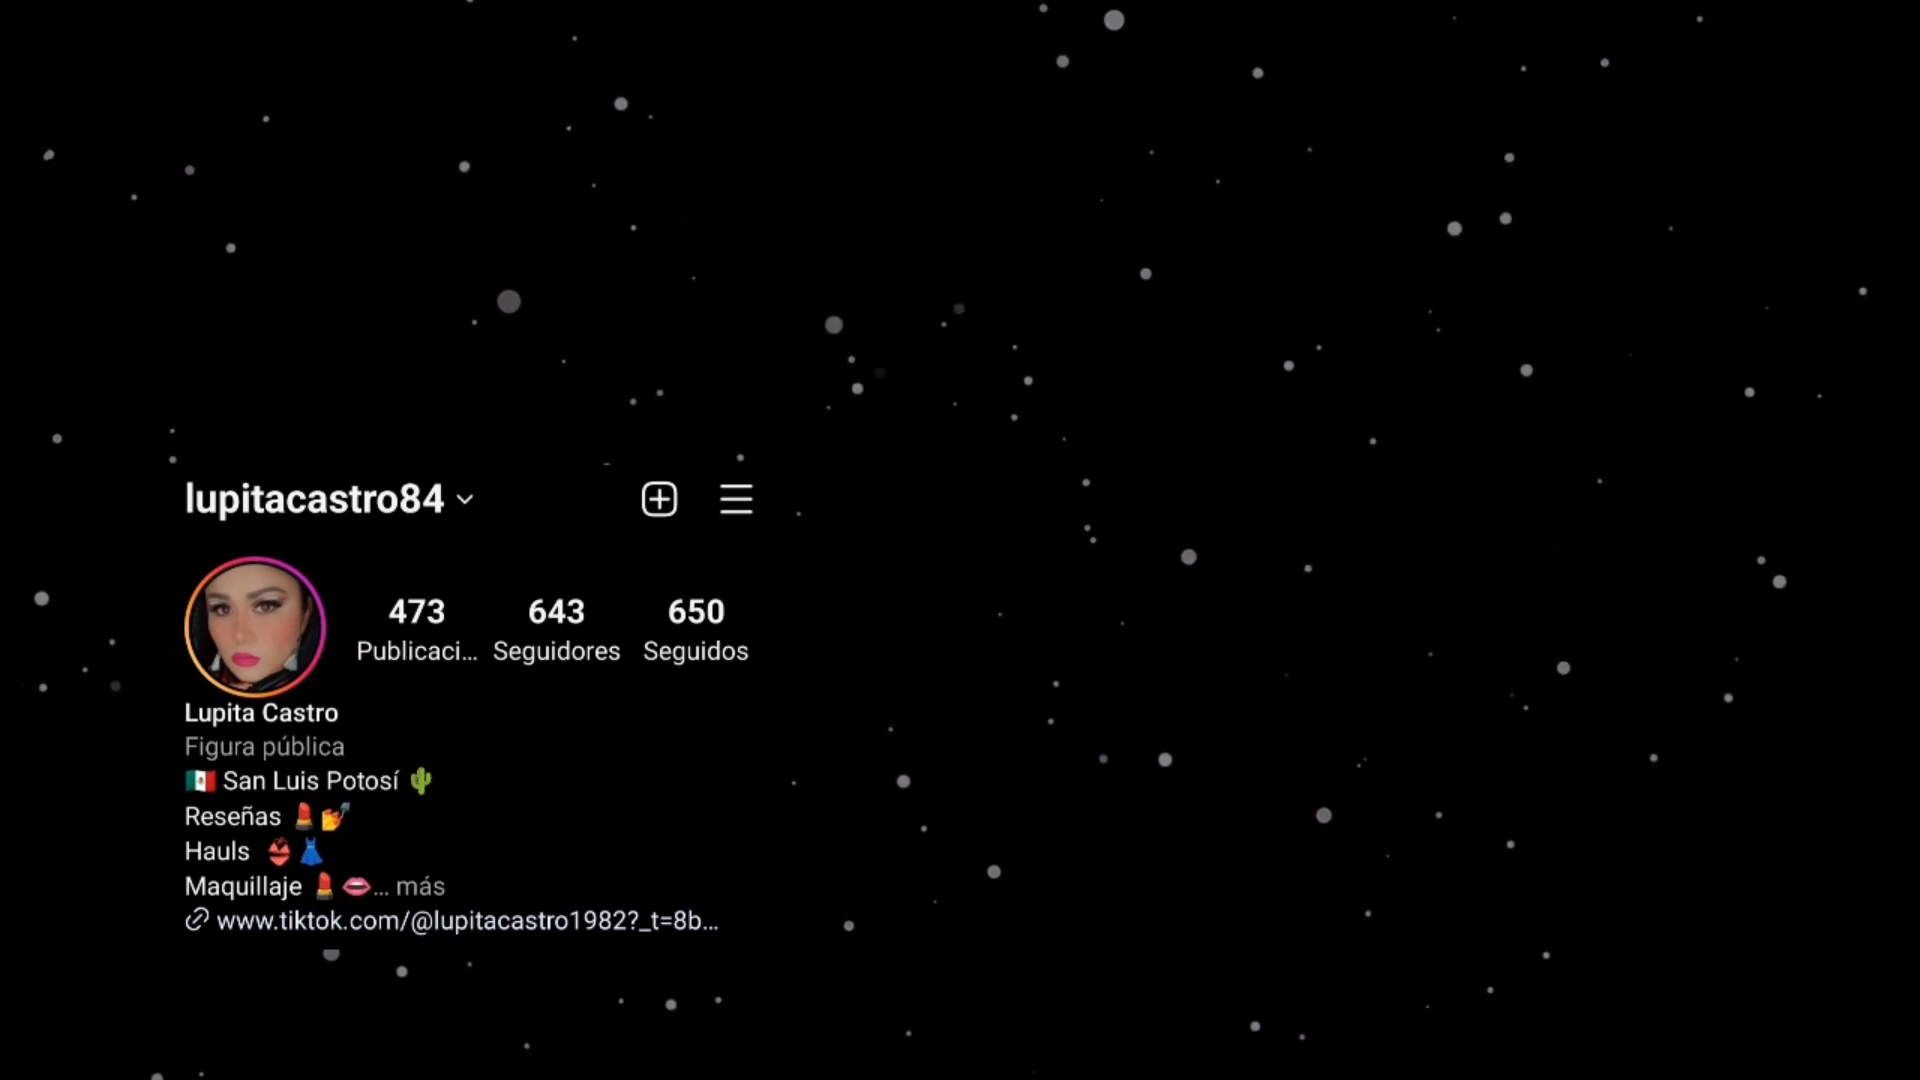 lupitacastro84
473 643 650
Publicaci... Seguidores Seguidos
Lupita Castro
Figura pública
🇲🇽 San Luis Potosí 🌵
Reseñas 💄💅
Hauls 👙👗
Maquillaje 💄👄... más
www.tiktok.com/@lupitacastro1982?_t=8b...